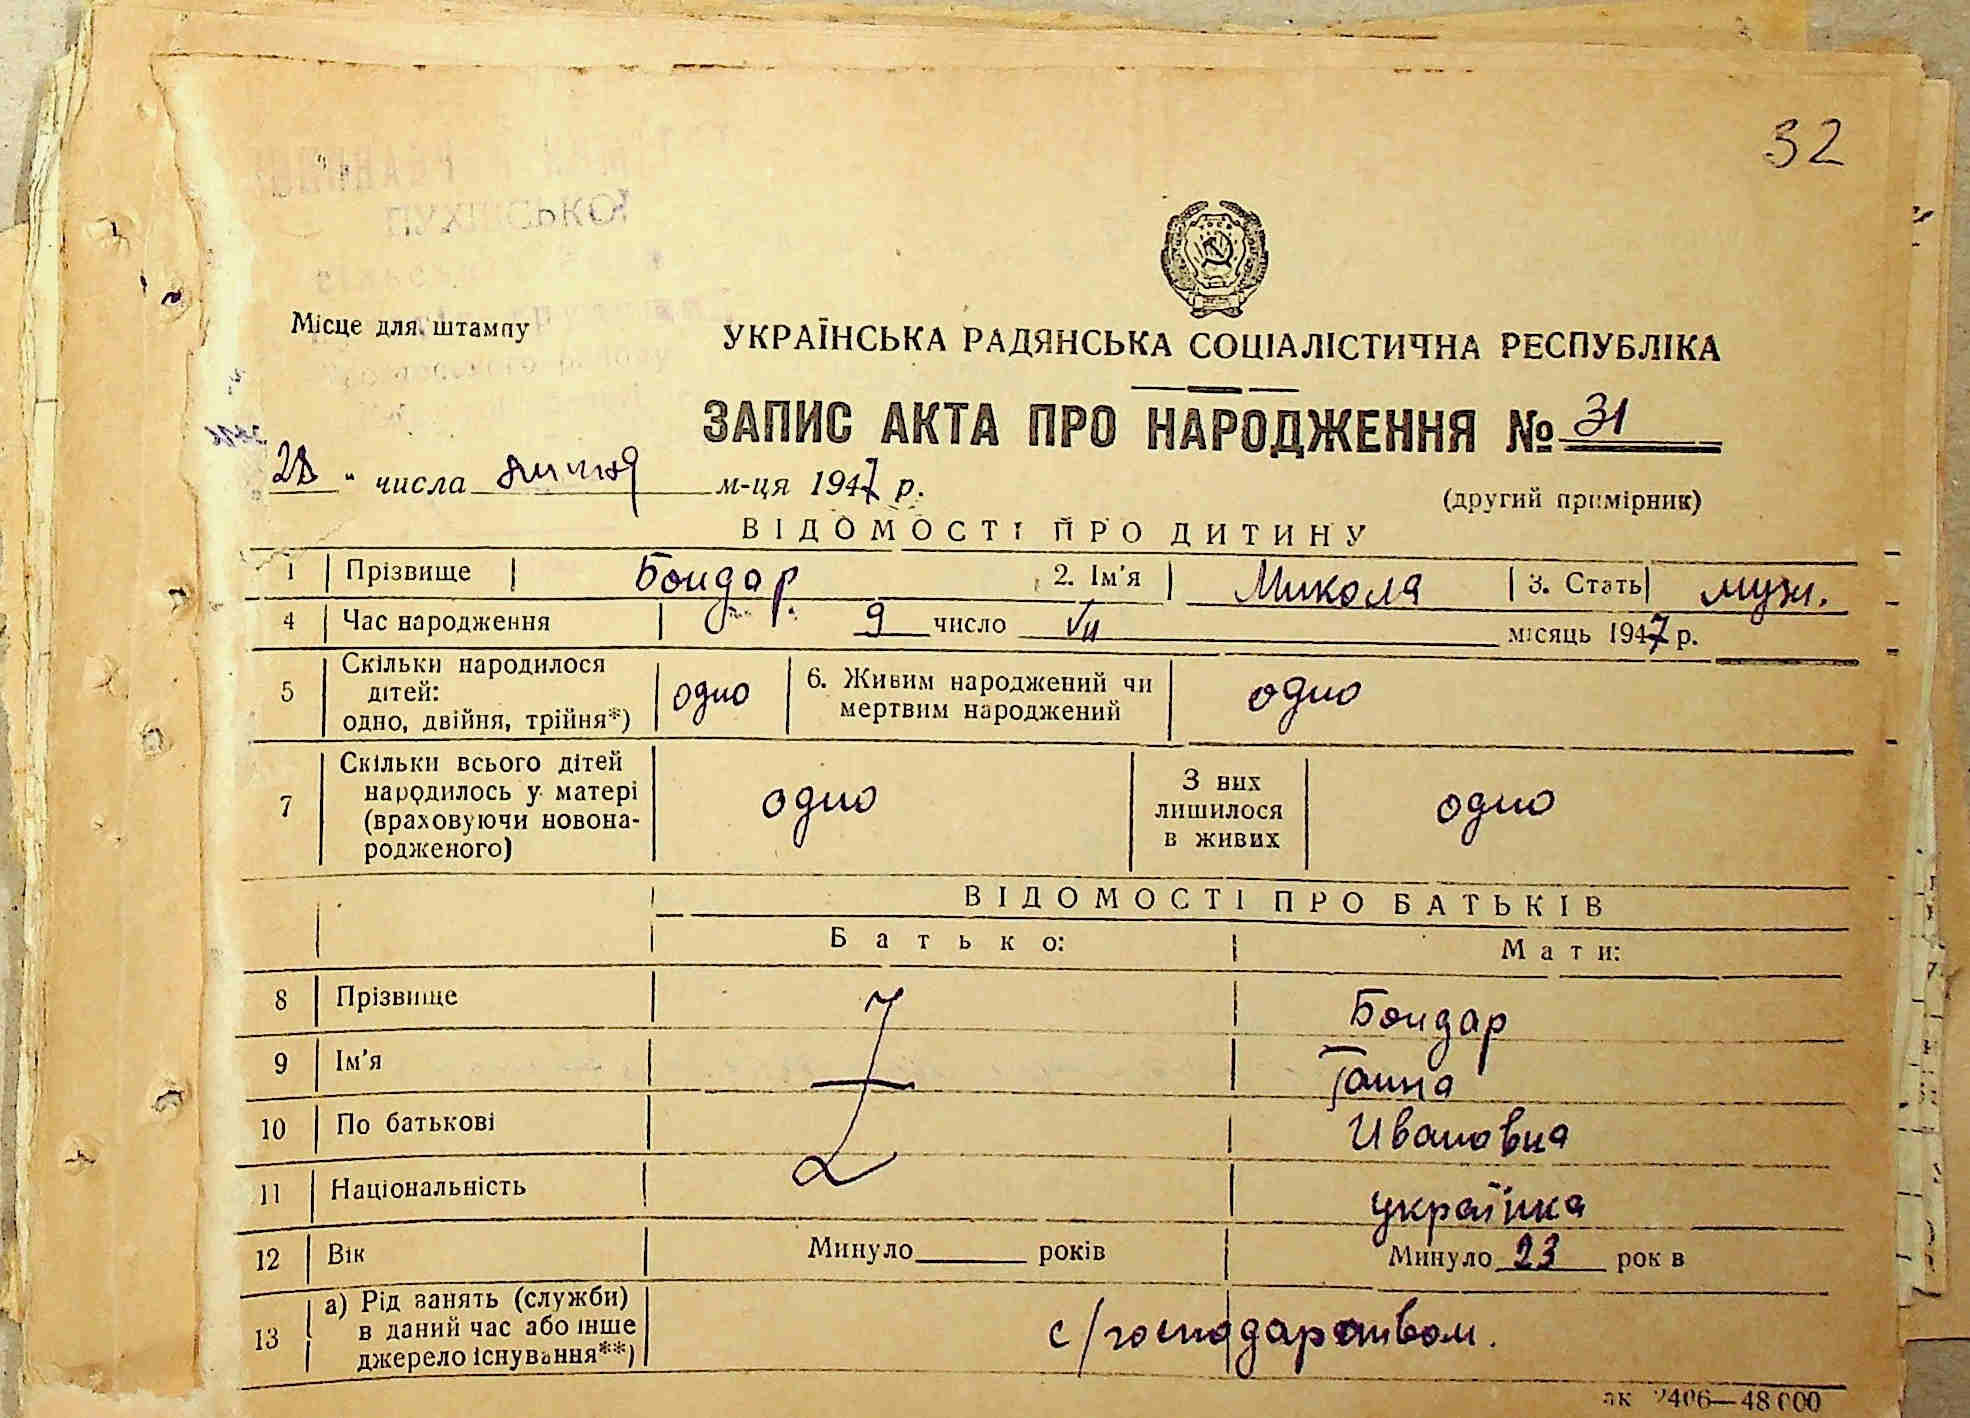 32
ПУХІВСЬКОЇ
Місце для штампу
УКРАЇНСЬКА РАДЯНСЬКА СОЦІАЛІСТИЧНА РЕСПУБЛІКА
ЗАПИС АКТА ПРО НАРОДЖЕННЯ № 31
28 " числа липня м-ця 1947 р.
(другий примірник)
ВІДОМОСТІ ПРО ДИТИНУ
1 Прізвище Бондар 2. Ім'я Микола 3. Стать муж.
4 Час народження 9 число VII місяць 1947 р.
5 Скільки народилося дітей: одно, двійня, трійня*) одно 6. Живим народжений чи мертвим народжений одно
7 Скільки всього дітей народилось у матері (враховуючи новонародженого) одно З них лишилося в живих одно
ВІДОМОСТІ ПРО БАТЬКІВ
Батько: Мати:
8 Прізвище Бондар
9 Ім'я Ганна
10 По батькові Ивановна
11 Національність українка
12 Вік Минуло ____ років Минуло 23 рок в
13 а) Рід занять (служби) в даний час або інше джерело існування**) с/господарством.
2406—48 000